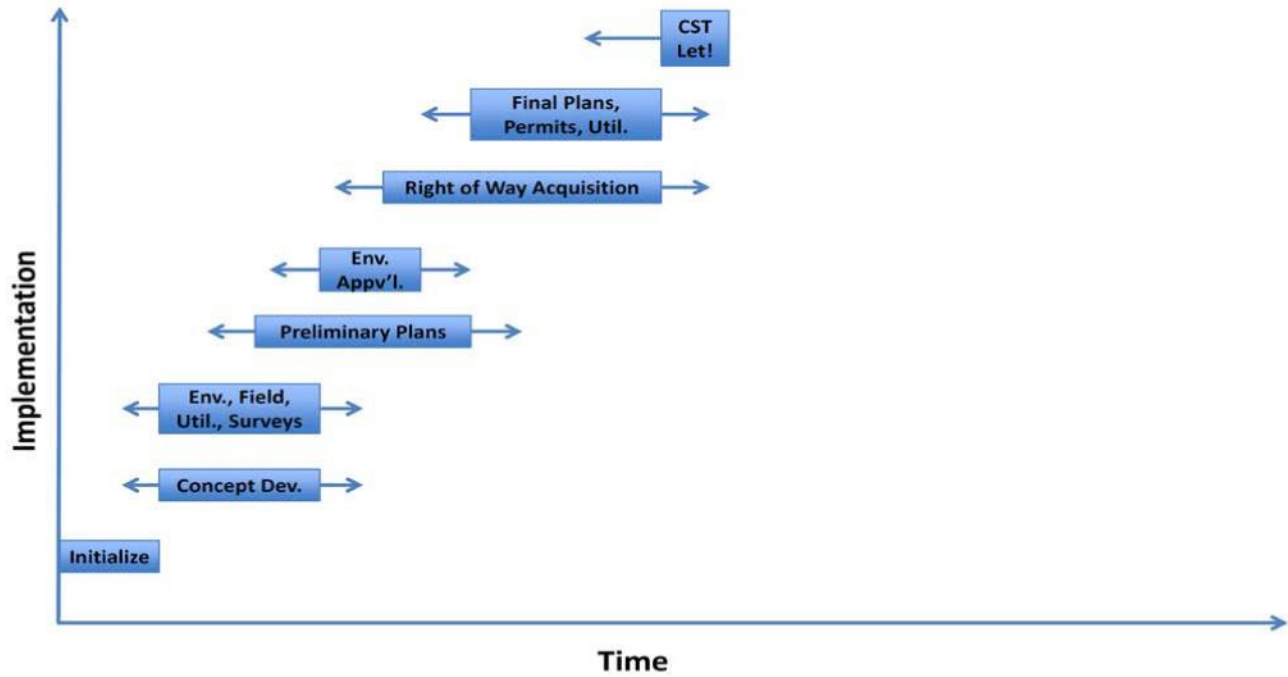 CST
Let!
Final Plans,
Permits, Util.
Right of Way Acquisition
Env.
Appv’l.
Preliminary Plans
Env., Field,
Util., Surveys
Concept Dev.
Initialize
Implementation
Time